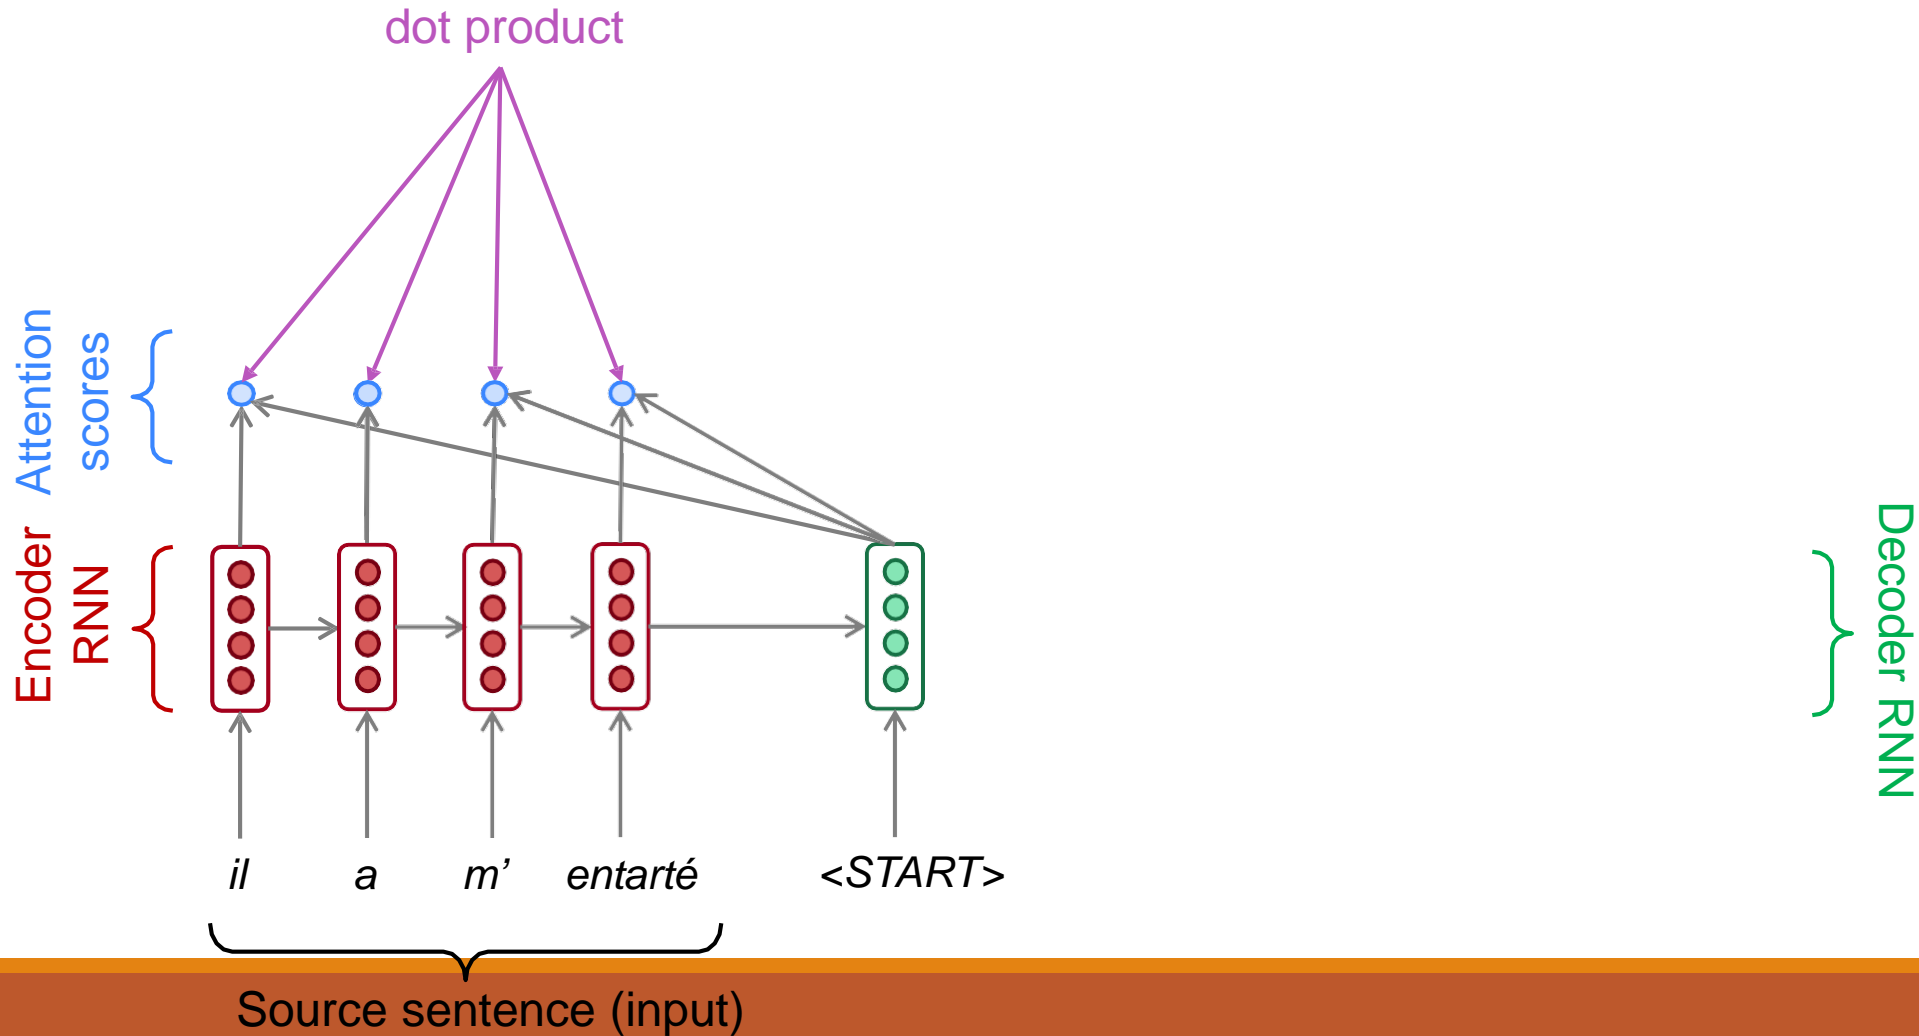 dot product
Attention
scores
Encoder
RNN
Decoder RNN
il a m’ entarté <START>
Source sentence (input)